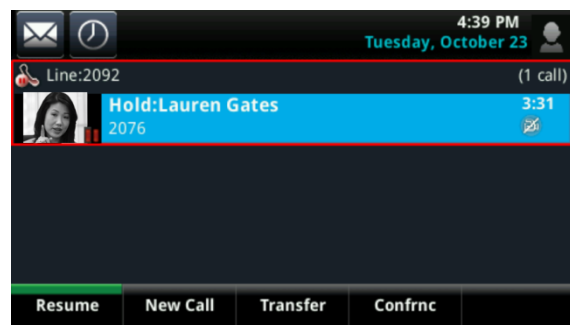 4:39 PM
Tuesday, October 23
Line:2092 (1 call)
Hold:Lauren Gates 3:31
2076
Resume New Call Transfer Confrnc